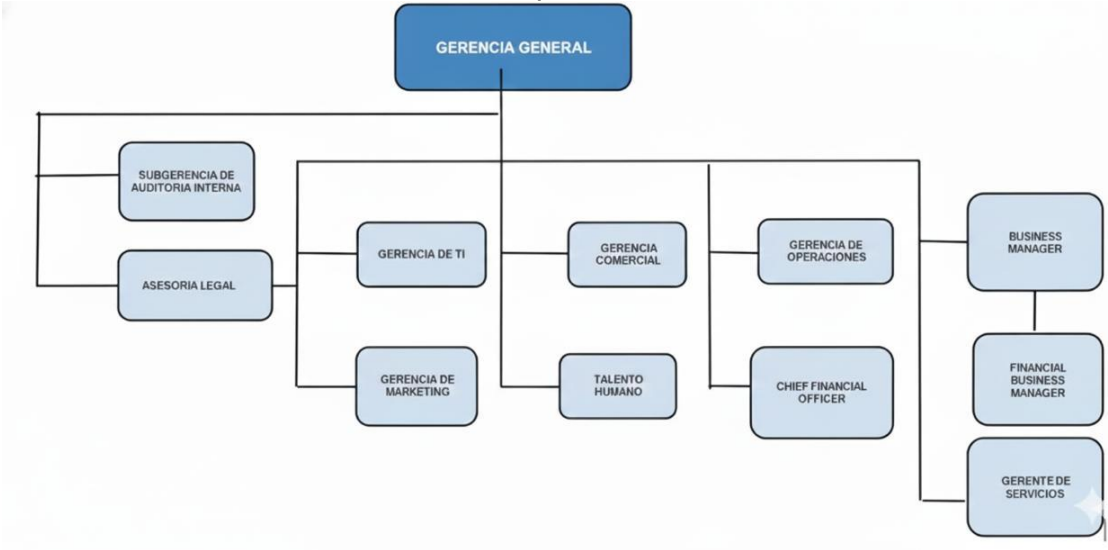 GERENCIA GENERAL
SUBGERENCIA DE
AUDITORIA INTERNA
ASESORIA LEGAL
GERENCIA DE TI
GERENCIA
COMERCIAL
GERENCIA DE
OPERACIONES
BUSINESS
MANAGER
GERENCIA DE
MARKETING
TALENTO
HUMANO
CHIEF FINANCIAL
OFFICER
FINANCIAL
BUSINESS
MANAGER
GERENTE DE
SERVICIOS